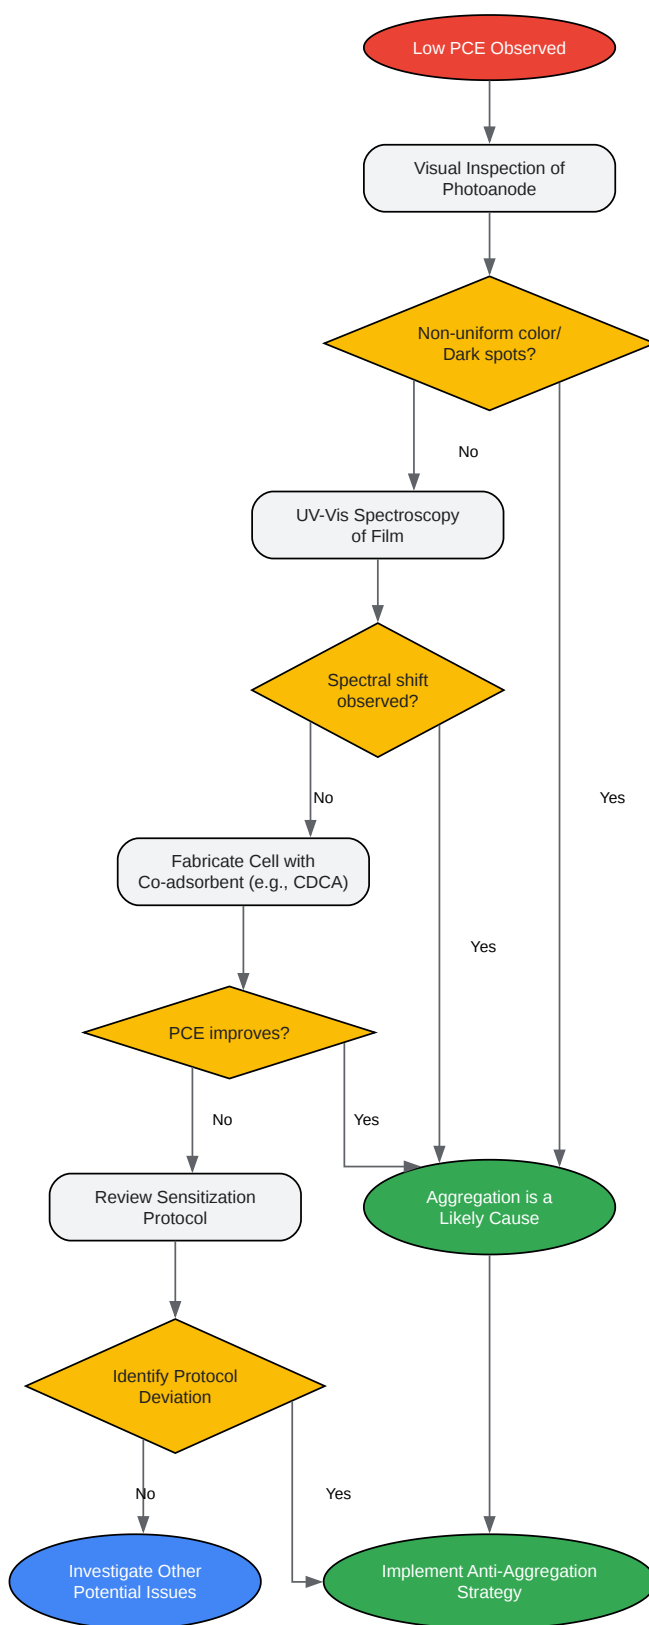 Low PCE Observed
Visual Inspection of
Photoanode
Non-uniform color/
Dark spots?
No
UV-Vis Spectroscopy
of Film
Spectral shift
observed?
Yes
No
Fabricate Cell with
Co-adsorbent (e.g., CDCA)
Yes
PCE improves?
No
Yes
Review Sensitization
Protocol
Aggregation is a
Likely Cause
Identify Protocol
Deviation
No
Yes
Investigate Other
Potential Issues
Implement Anti-Aggregation
Strategy